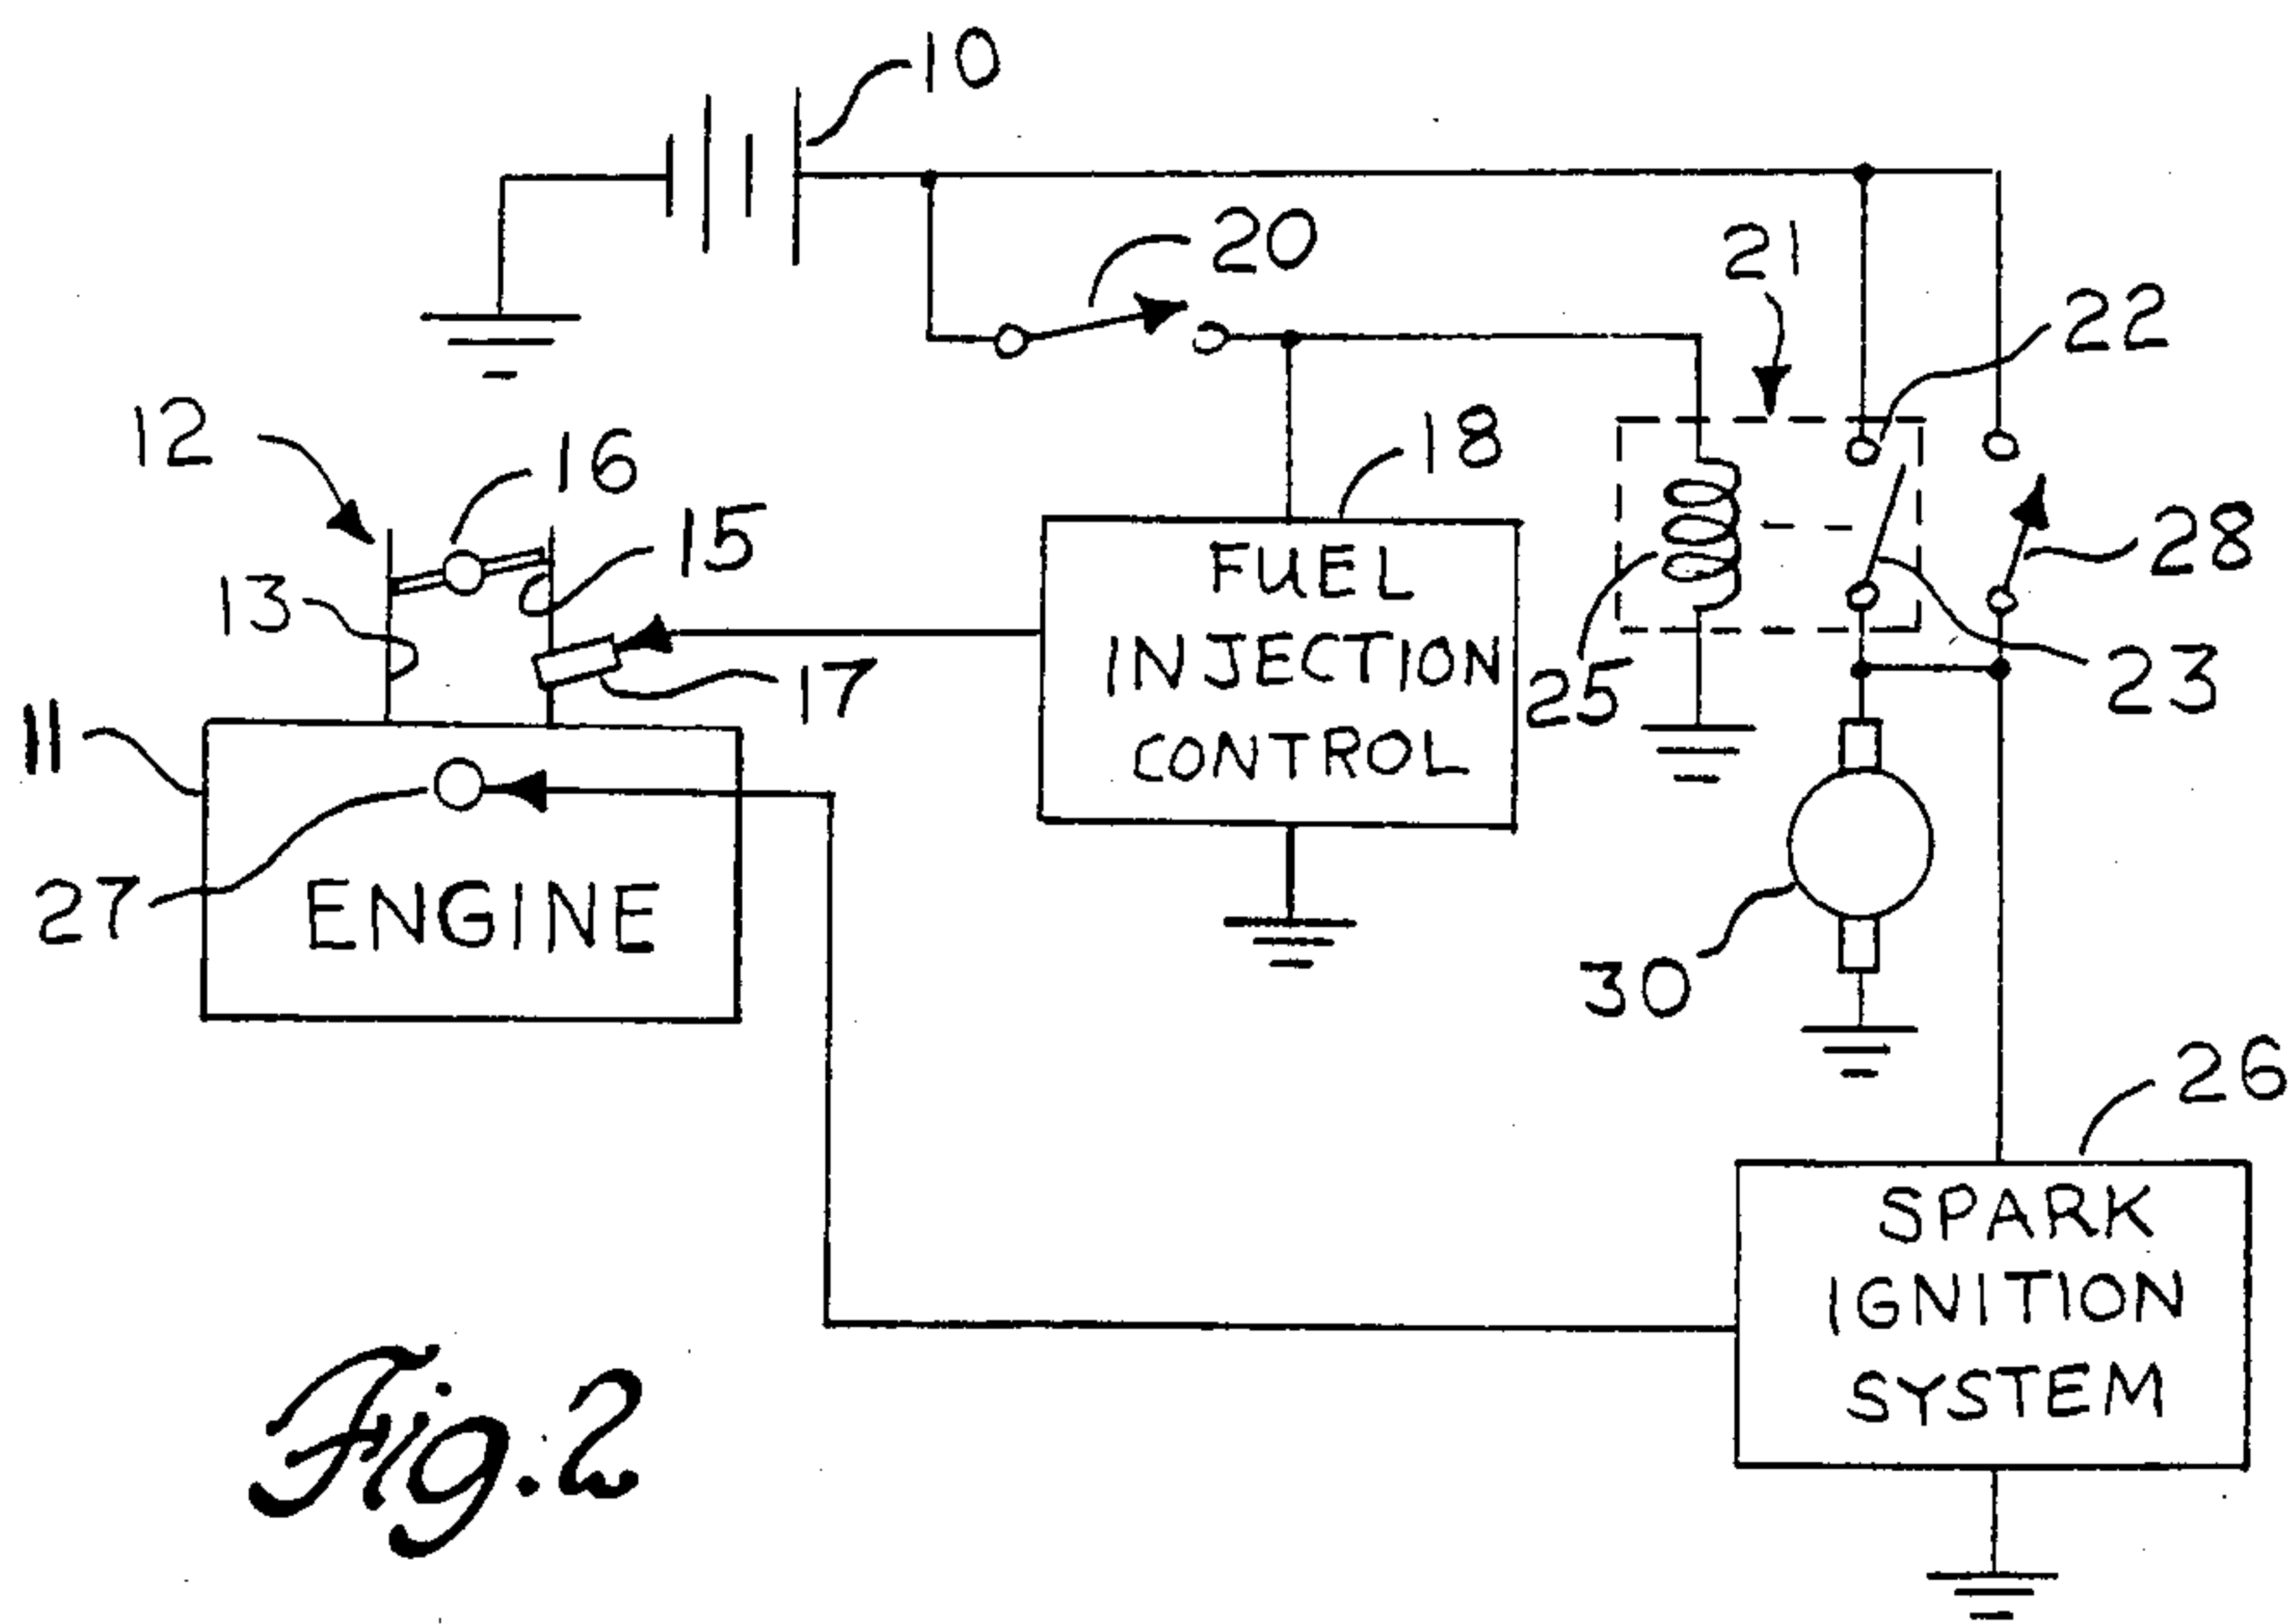 10
20
21
22
12
16
18
15
28
13
FUEL
INJECTION
CONTROL
17
25
23
11
27
ENGINE
30
26
SPARK
IGNITION
SYSTEM
Fig. 2